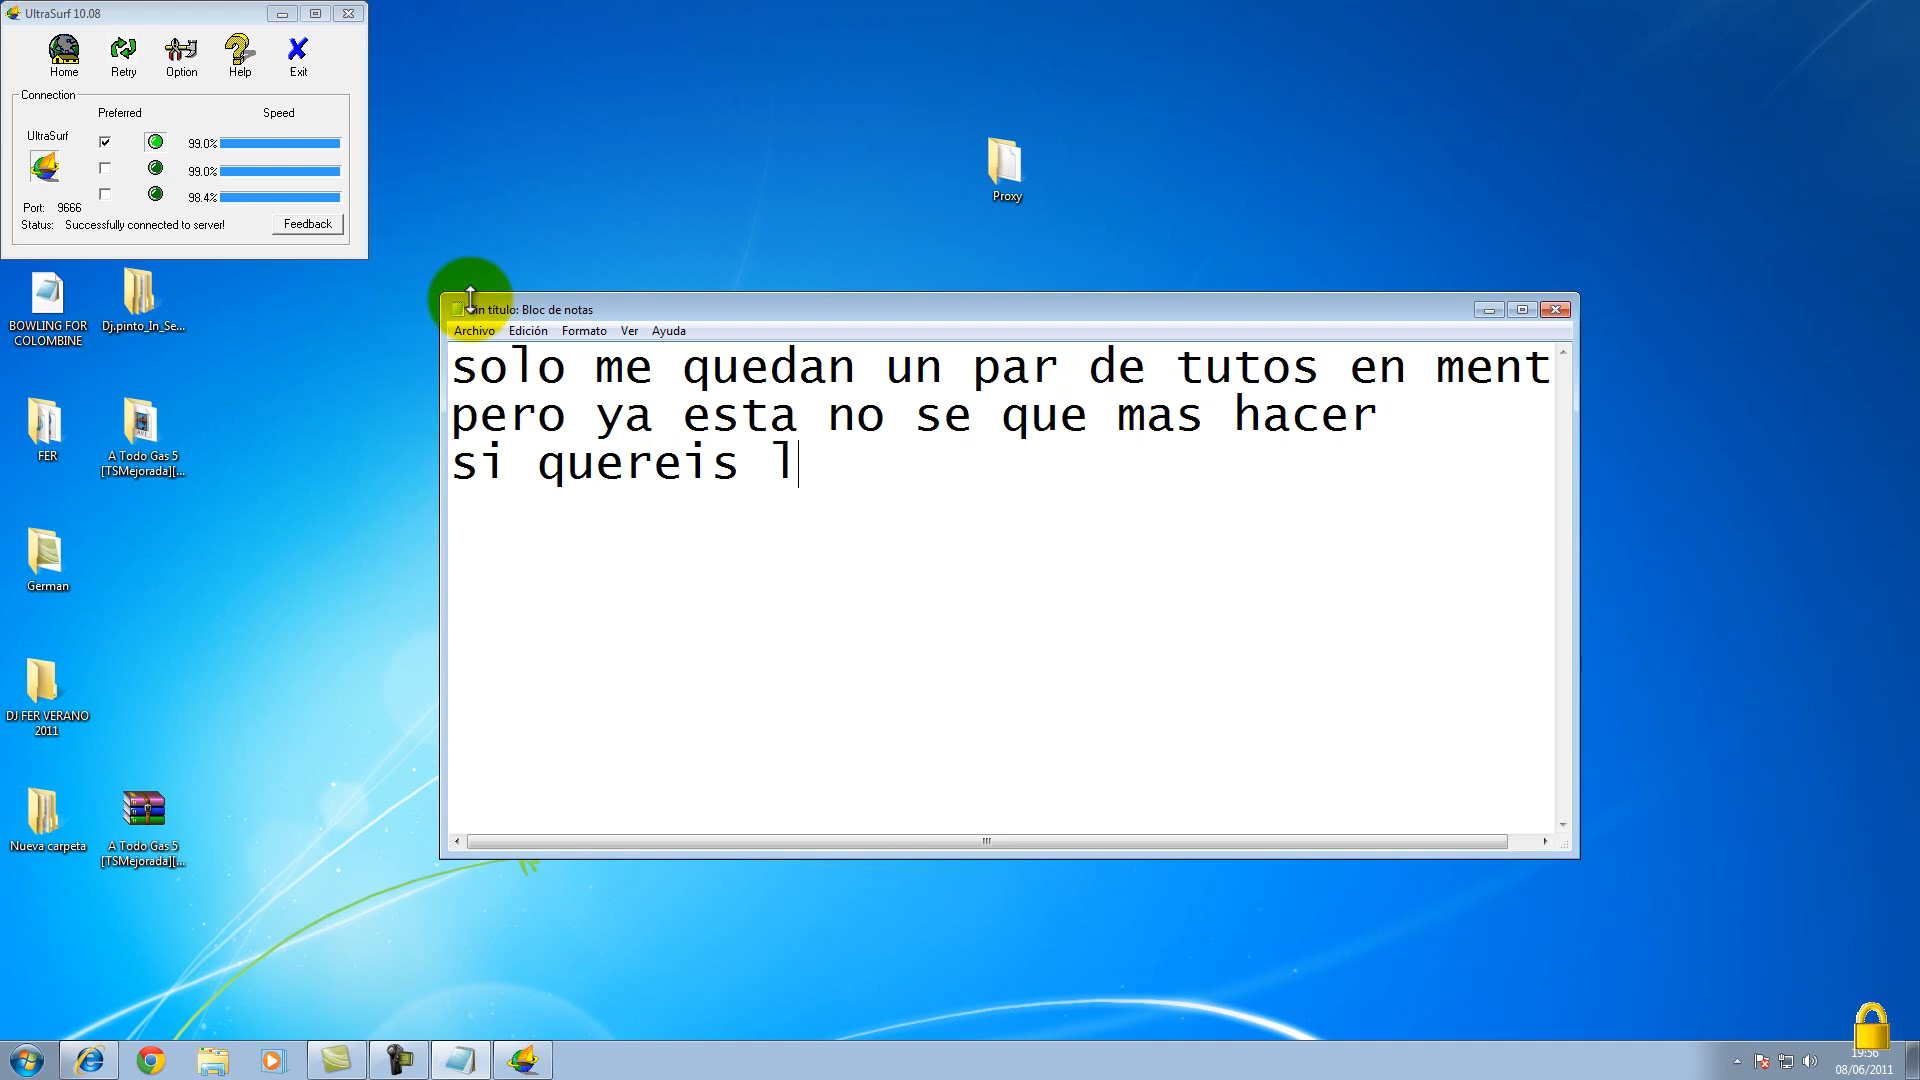 UltraSurf 10.08
Home Retry Option Help Exit
Connection
Preferred Speed
UltraSurf
99.0%
99.0%
98.4%
Port: 9666
Status: Successfully connected to server!
Feedback
Proxy
BOWLING FOR COLOMBINE
Dj.pinto_In_Se...
FER
A Todo Gas 5 [TSMejorada][...
German
DJ FER VERANO 2011
Nueva carpeta
A Todo Gas 5 [TSMejorada][...
título: Bloc de notas
Archivo Edición Formato Ver Ayuda
solo me quedan un par de tutos en ment
pero ya esta no se que mas hacer
si quereis l
19:56
08/06/2011